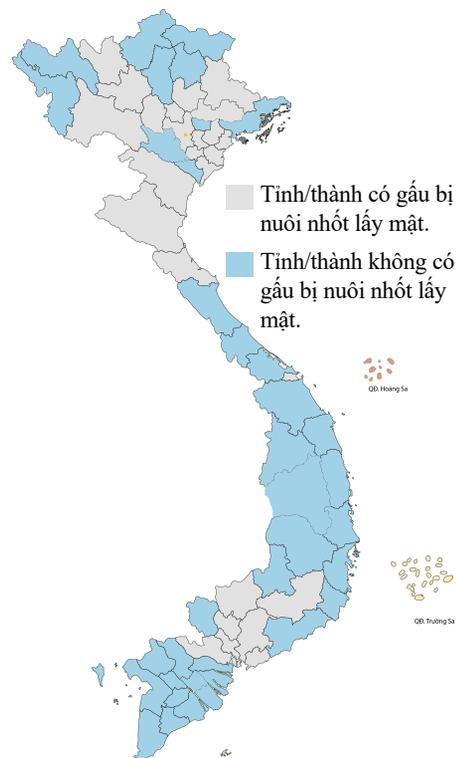 Tỉnh/thành có gấu bị
nuôi nhốt lấy mật.
Tỉnh/thành không có
gấu bị nuôi nhốt lấy
mật.
QĐ. Hoàng Sa
QĐ. Trường Sa